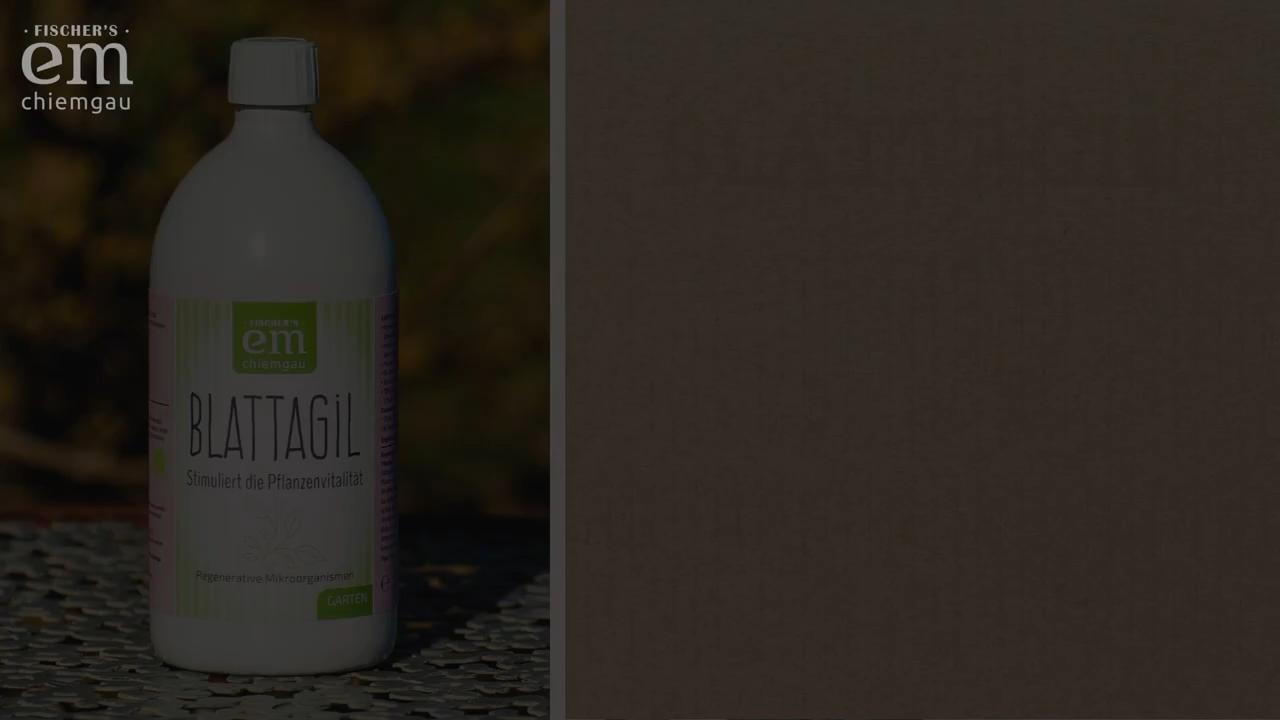 · FISCHER'S ·
em
chiemgau
· FISCHER'S ·
em
chiemgau
BLATTAGIL
Stimuliert die Pflanzenvitalität
Regenerative Mikroorganismen
GARTEN